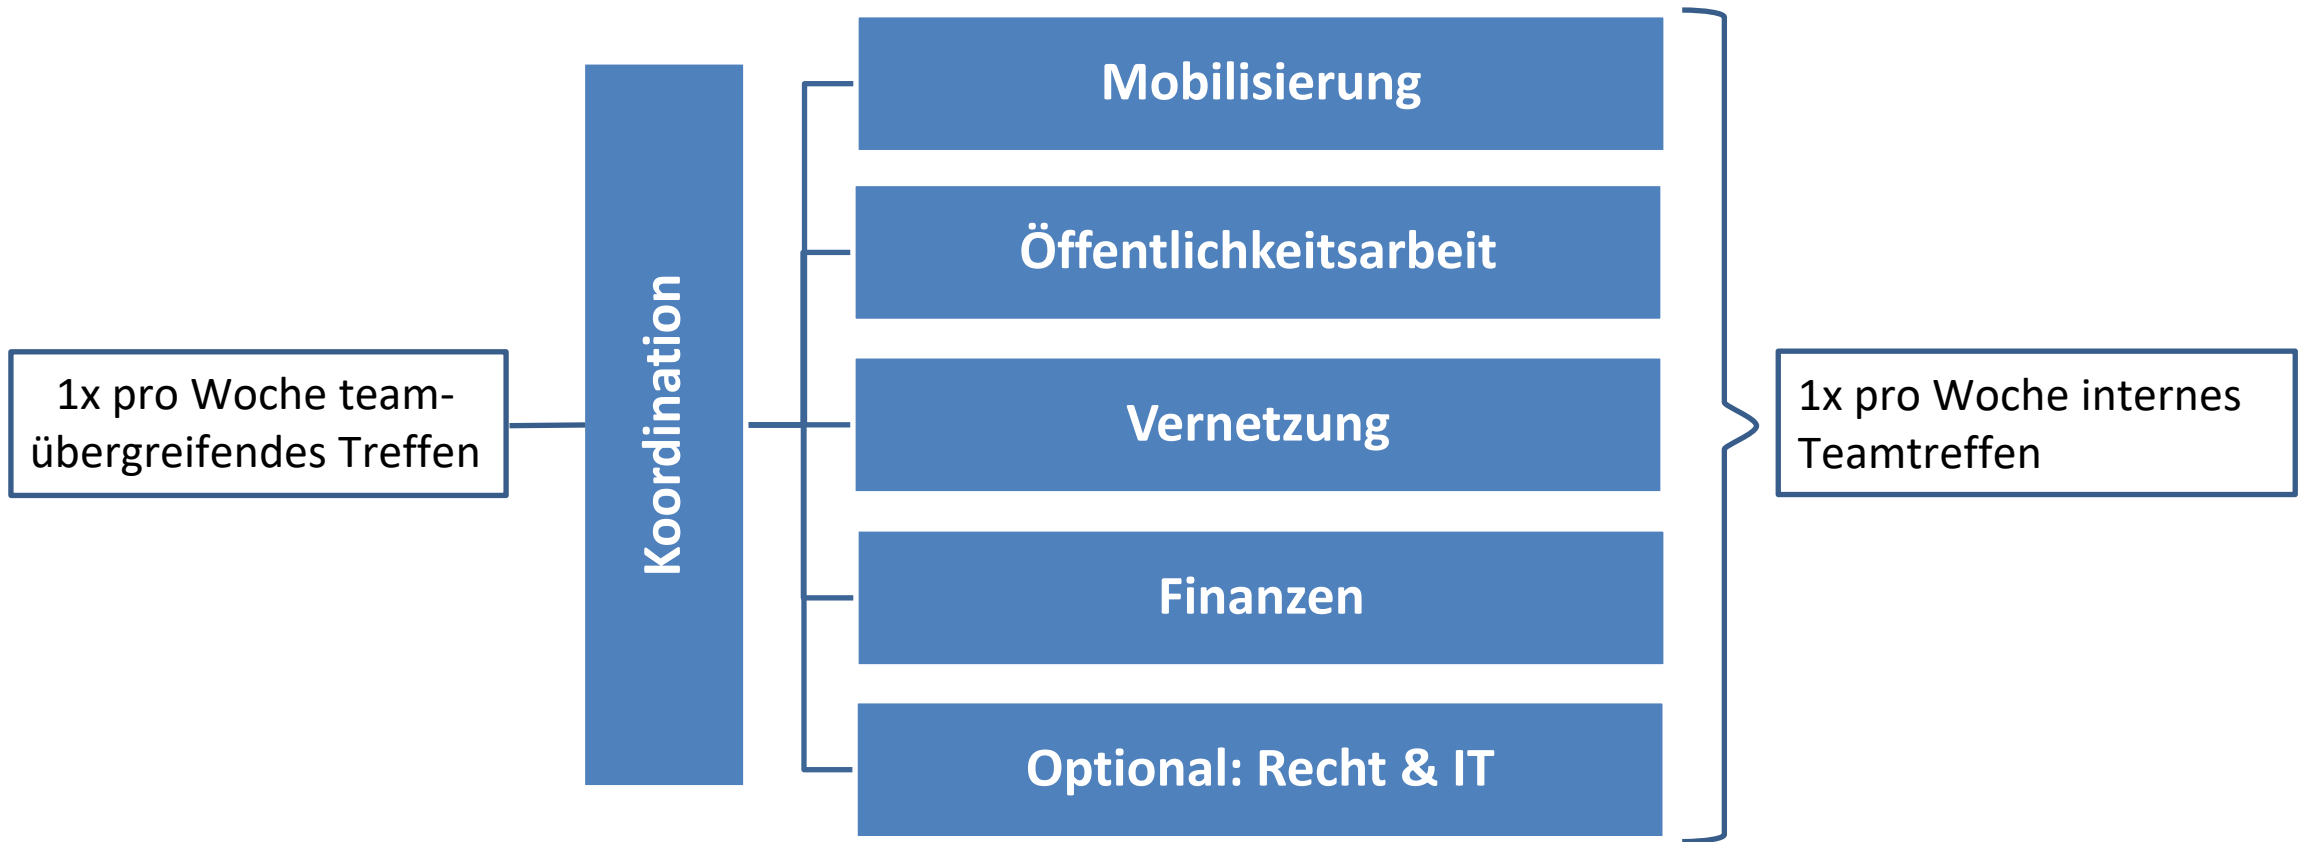 1x pro Woche team-
übergreifendes Treffen
Koordination
Mobilisierung
Öffentlichkeitsarbeit
Vernetzung
Finanzen
Optional: Recht & IT
1x pro Woche internes
Teamtreffen